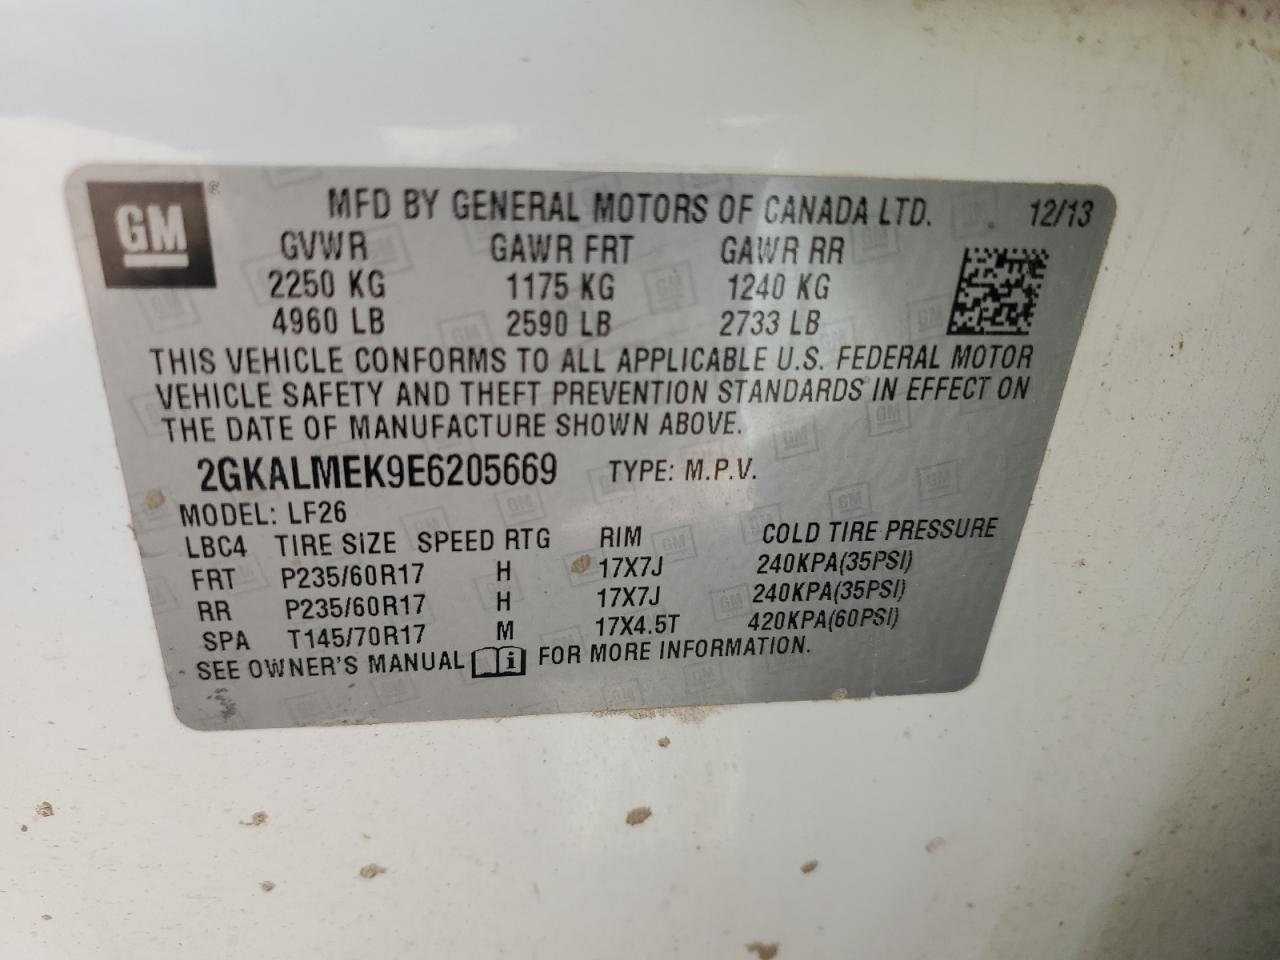 GM ®
MFD BY GENERAL MOTORS OF CANADA LTD. 12/13
GVWR GAWR FRT GAWR RR
2250 KG 1175 KG 1240 KG
4960 LB 2590 LB 2733 LB
THIS VEHICLE CONFORMS TO ALL APPLICABLE U.S. FEDERAL MOTOR
VEHICLE SAFETY AND THEFT PREVENTION STANDARDS IN EFFECT ON
THE DATE OF MANUFACTURE SHOWN ABOVE.
2GKALMEK9E6205669 TYPE: M.P.V.
MODEL: LF26
LBC4 TIRE SIZE SPEED RTG RIM COLD TIRE PRESSURE
FRT P235/60R17 H 17X7J 240KPA(35PSI)
RR P235/60R17 H 17X7J 240KPA(35PSI)
SPA T145/70R17 M 17X4.5T 420KPA(60PSI)
SEE OWNER'S MANUAL i FOR MORE INFORMATION.